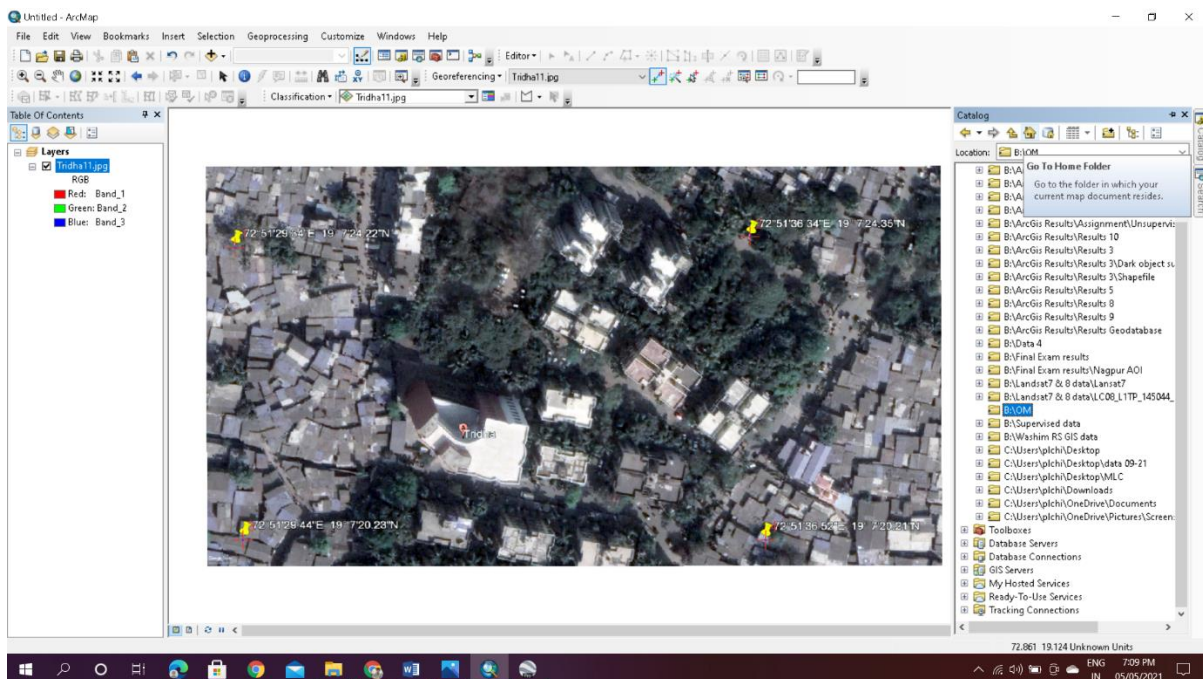 Untitled - ArcMap
File Edit View Bookmarks Insert Selection Geoprocessing Customize Windows Help
Editor
Georeferencing Tridha11.jpg
Classification Tridha11.jpg
Table Of Contents
Layers
Tridha11.jpg
RGB
Red: Band_1
Green: Band_2
Blue: Band_3
72°51'29
E 19 7'24.22"N
72°51'36 34"E 19 7'24.35"N
Tridha
72 51'29 44"E 19 7'20.23"N
72°51'36 52"E 19 7'20 21"N
Catalog
Location: B:\OM
Go To Home Folder
Go to the folder in which your
current map document resides.
B:\ArcGis Results\Assignment\Unsupervis
B:\ArcGis Results\Results 10
B:\ArcGis Results\Results 3
B:\ArcGis Results\Results 3\Dark object su
B:\ArcGis Results\Results 3\Shapefile
B:\ArcGis Results\Results 5
B:\ArcGis Results\Results 8
B:\ArcGis Results\Results 9
B:\ArcGis Results\Results Geodatabase
B:\Data 4
B:\Final Exam results
B:\Final Exam results\Nagpur AOI
B:\Landsat7 & 8 data\Lansat7
B:\Landsat7 & 8 data\LC08_L1TP_145044_
B:\OM
B:\Supervised data
B:\Washim RS GIS data
C:\Users\plchi\Desktop
C:\Users\plchi\Desktop\data 09-21
C:\Users\plchi\Desktop\MLC
C:\Users\plchi\Downloads
C:\Users\plchi\OneDrive\Documents
C:\Users\plchi\OneDrive\Pictures\Screen
Toolboxes
Database Servers
Database Connections
GIS Servers
My Hosted Services
Ready-To-Use Services
Tracking Connections
Catalog
Search
72.861 19.124 Unknown Units
ENG
IN
7:09 PM
05/05/2021